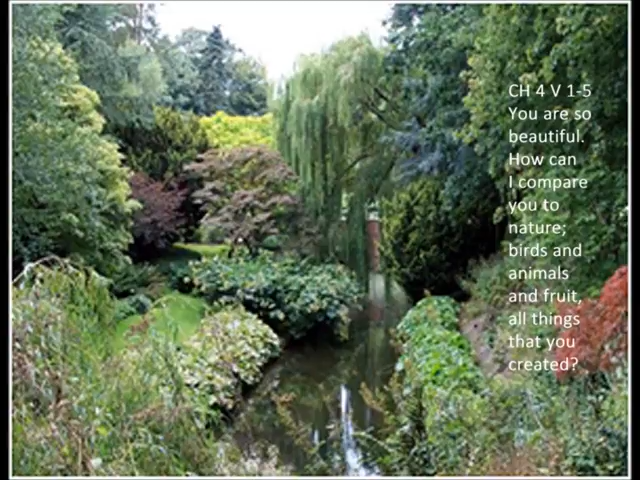 CH 4 V 1-5
You are so
beautiful.
How can
I compare
you to
nature;
birds and
animals
and fruit,
all things
that you
created?